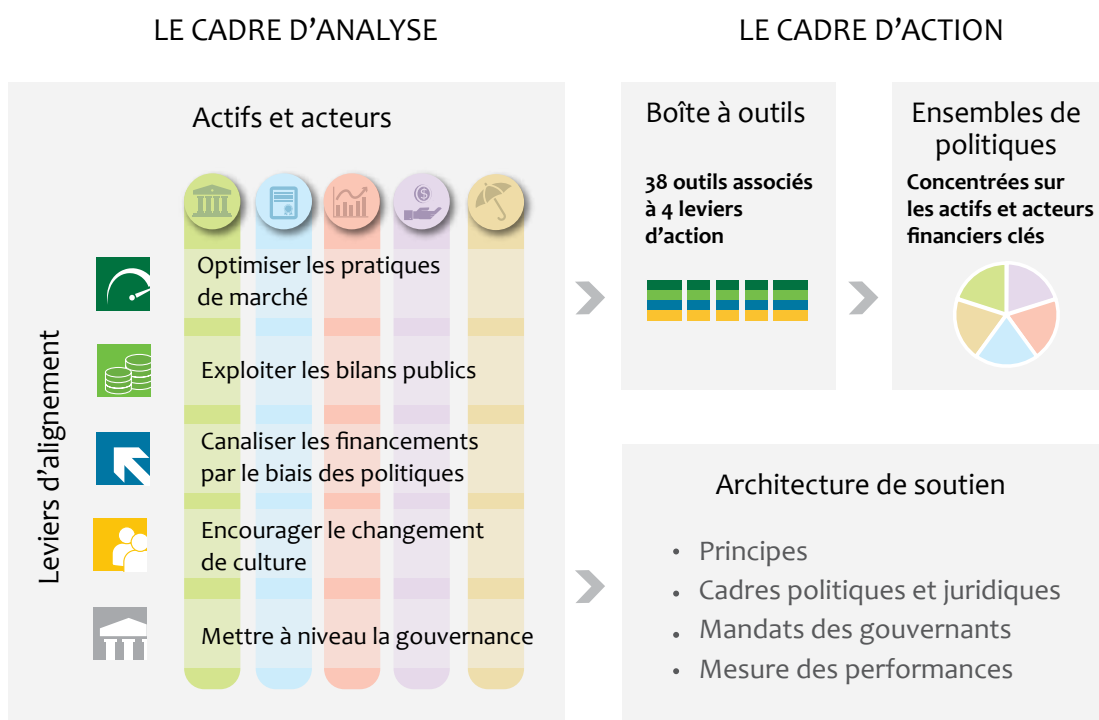 LE CADRE D’ANALYSE
Actifs et acteurs
Leviers d’alignement
Optimiser les pratiques
de marché
Exploiter les bilans publics
Canaliser les financements
par le biais des politiques
Encourager le changement
de culture
Mettre à niveau la gouvernance
LE CADRE D’ACTION
Boîte à outils
38 outils associés
à 4 leviers
d’action
Ensembles de
politiques
Concentrées sur
les actifs et acteurs
financiers clés
Architecture de soutien
• Principes
• Cadres politiques et juridiques
• Mandats des gouvernants
• Mesure des performances